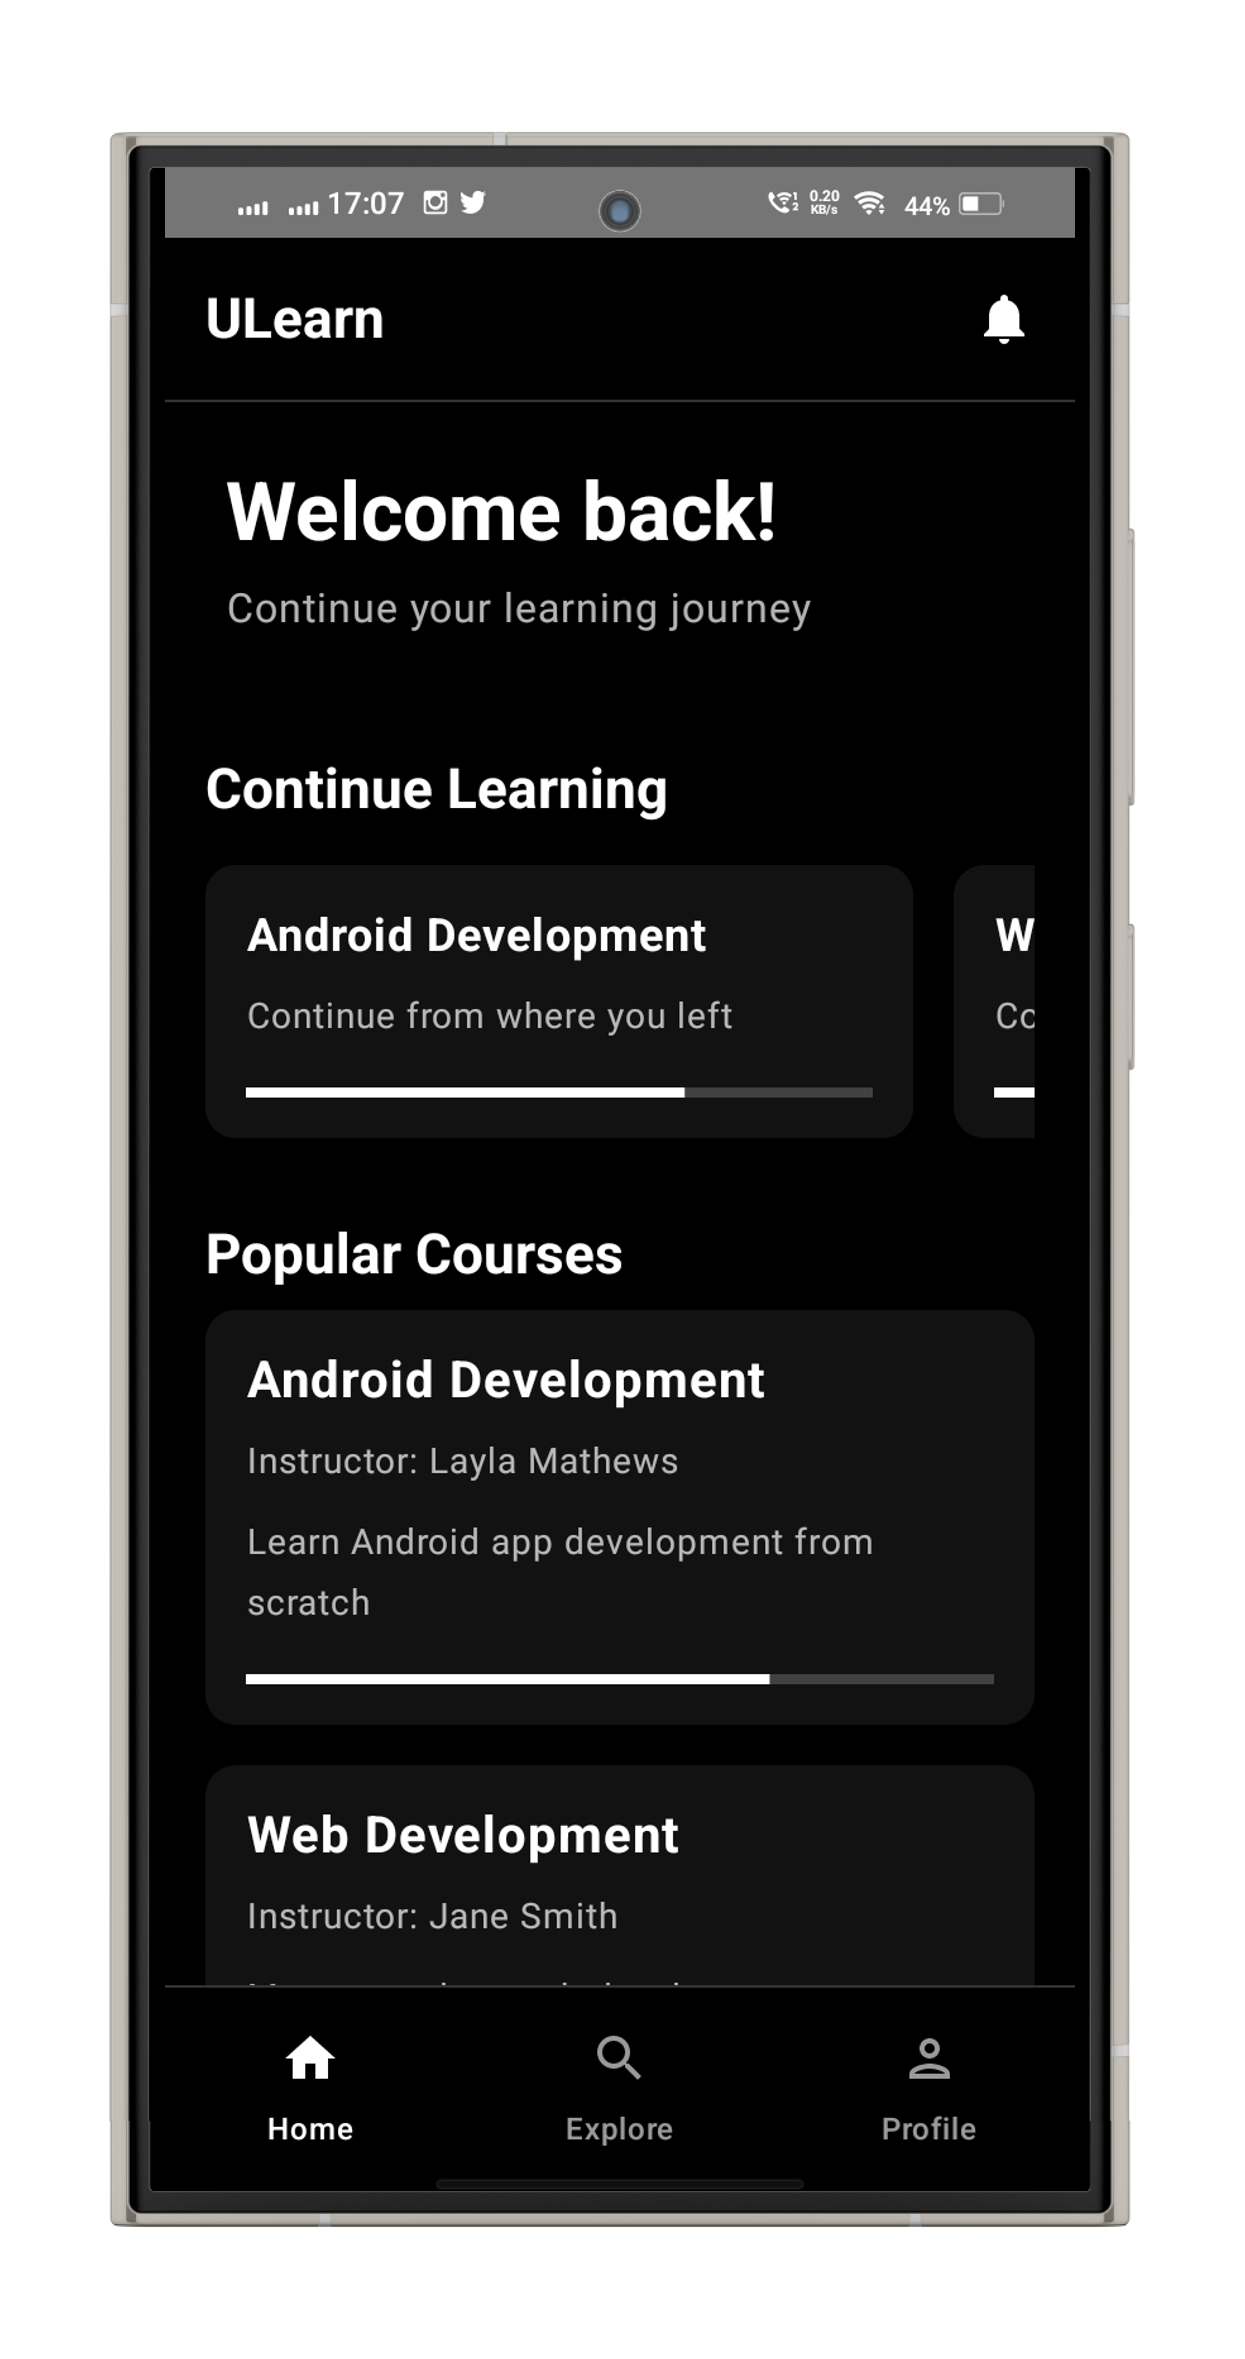 17:07
0.20
KB/s
44%
ULearn
Welcome back!
Continue your learning journey
Continue Learning
Android Development
W
Continue from where you left
Co
Popular Courses
Android Development
Instructor: Layla Mathews
Learn Android app development from
scratch
Web Development
Instructor: Jane Smith
Home
Explore
Profile